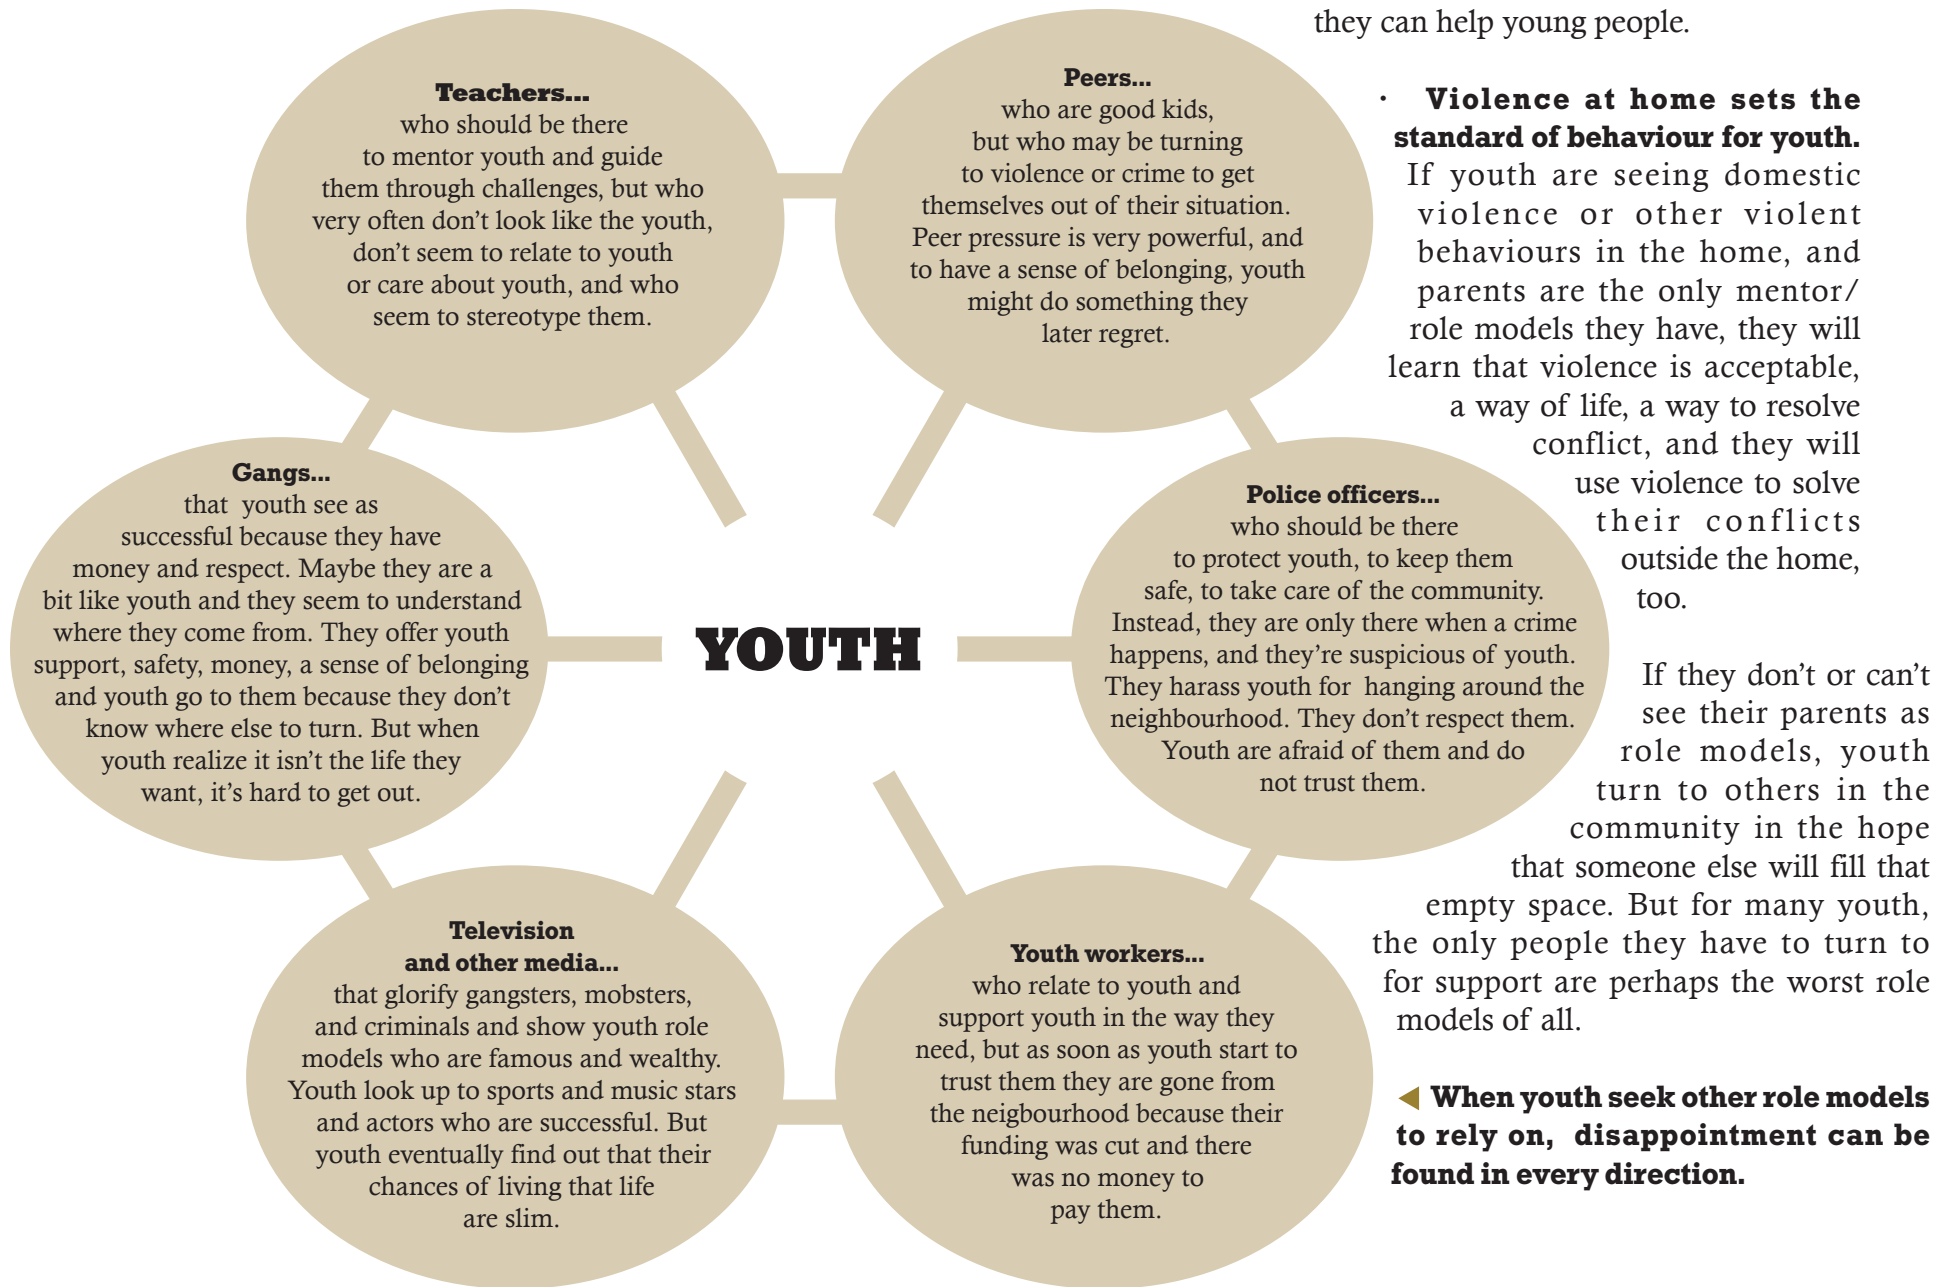 Teachers...
who should be there
to mentor youth and guide
them through challenges, but who
very often don’t look like the youth,
don’t seem to relate to youth
or care about youth, and who
seem to stereotype them.
Peers...
who are good kids,
but who may be turning
to violence or crime to get
themselves out of their situation.
Peer pressure is very powerful, and
to have a sense of belonging, youth
might do something they
later regret.
Gangs...
that youth see as
successful because they have
money and respect. Maybe they are a
bit like youth and they seem to understand
where they come from. They offer youth
support, safety, money, a sense of belonging
and youth go to them because they don’t
know where else to turn. But when
youth realize it isn’t the life they
want, it’s hard to get out.
YOUTH
Police officers...
who should be there
to protect youth, to keep them
safe, to take care of the community.
Instead, they are only there when a crime
happens, and they’re suspicious of youth.
They harass youth for hanging around the
neighbourhood. They don’t respect them.
Youth are afraid of them and do
not trust them.
Television
and other media...
that glorify gangsters, mobsters,
and criminals and show youth role
models who are famous and wealthy.
Youth look up to sports and music stars
and actors who are successful. But
youth eventually find out that their
chances of living that life
are slim.
Youth workers...
who relate to youth and
support youth in the way they
need, but as soon as youth start to
trust them they are gone from
the neigbourhood because their
funding was cut and there
was no money to
pay them.
they can help young people.
· Violence at home sets the
standard of behaviour for youth.
If youth are seeing domestic
violence or other violent
behaviours in the home, and
parents are the only mentor/
role models they have, they will
learn that violence is acceptable,
a way of life, a way to resolve
conflict, and they will
use violence to solve
their conflicts
outside the home,
too.
If they don’t or can’t
see their parents as
role models, youth
turn to others in the
community in the hope
that someone else will fill that
empty space. But for many youth,
the only people they have to turn to
for support are perhaps the worst role
models of all.
◀ When youth seek other role models
to rely on, disappointment can be
found in every direction.